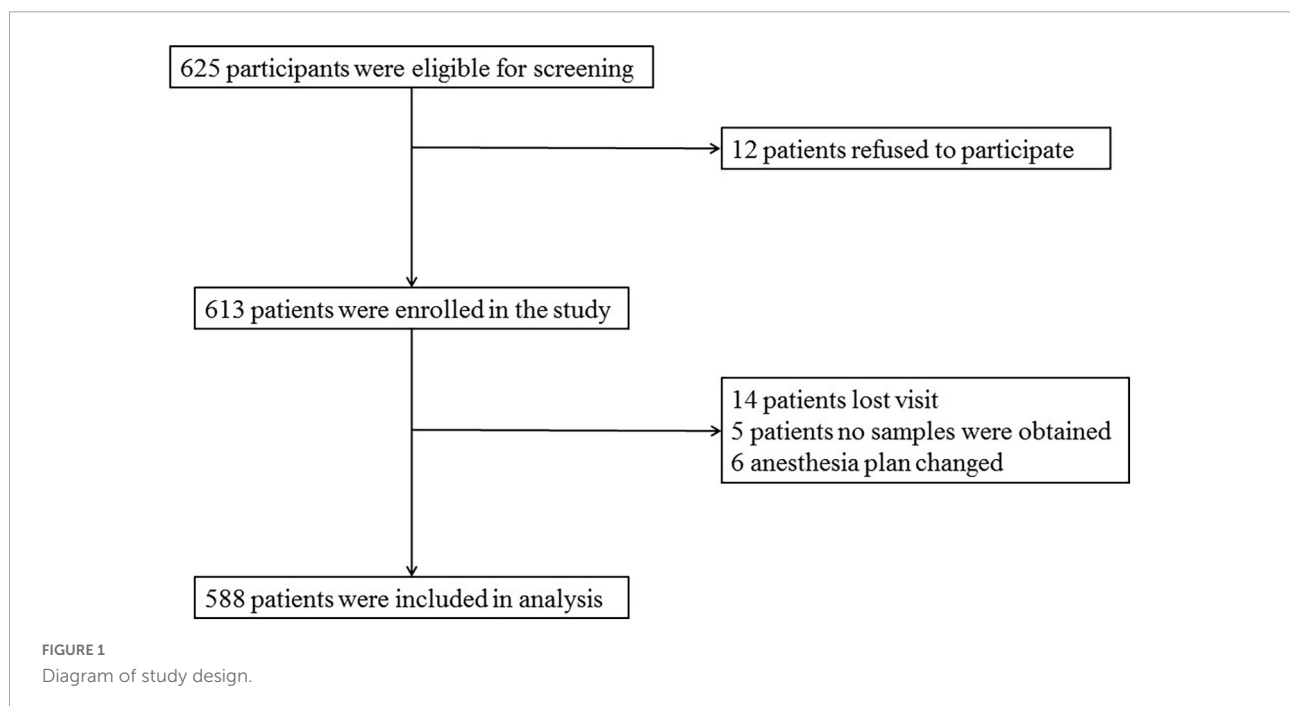 625 participants were eligible for screening
12 patients refused to participate
613 patients were enrolled in the study
14 patients lost visit
5 patients no samples were obtained
6 anesthesia plan changed
588 patients were included in analysis
FIGURE 1
Diagram of study design.